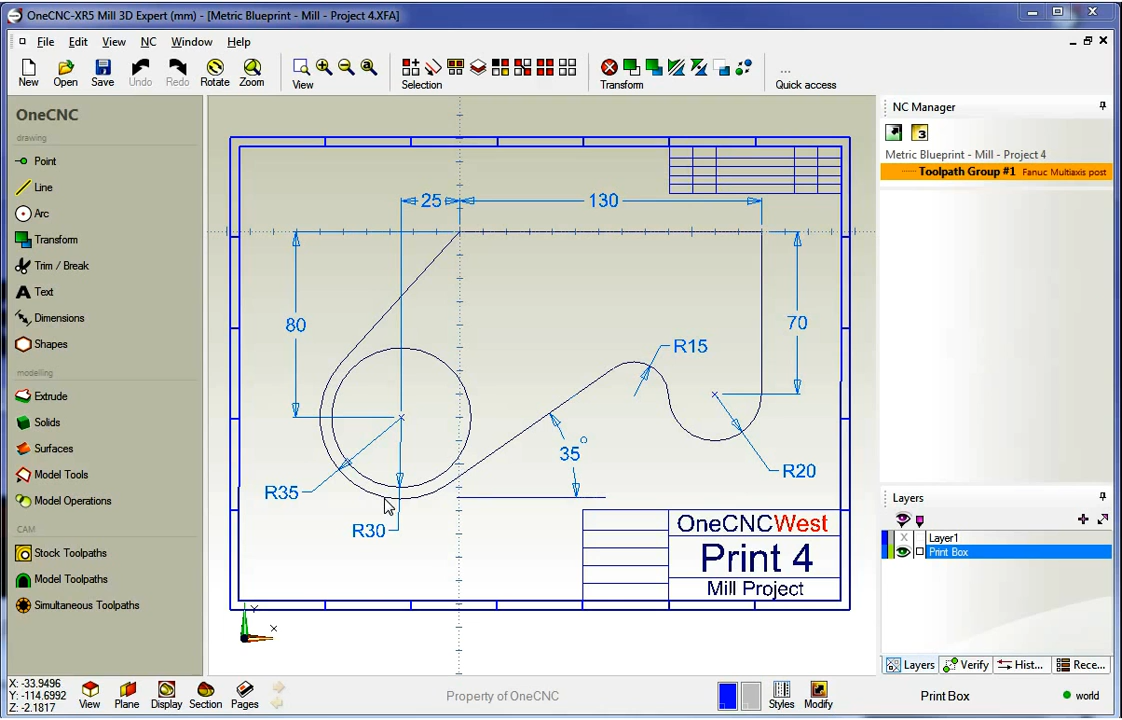 OneCNC-XR5 Mill 3D Expert (mm) - [Metric Blueprint - Mill - Project 4.XFA]
File Edit View NC Window Help
New Open Save Undo Redo Rotate Zoom View Selection Transform Quick access
OneCNC
drawing
Point
Line
Arc
Transform
Trim / Break
Text
Dimensions
Shapes
modelling
Extrude
Solids
Surfaces
Model Tools
Model Operations
CAM
Stock Toolpaths
Model Toolpaths
Simultaneous Toolpaths
25 130
80
70
R15
35°
R20
R35
R30
OneCNCWest
Print 4
Mill Project
Y
X
NC Manager
3
Metric Blueprint - Mill - Project 4
Toolpath Group #1 Fanuc Multiaxis post
Layers
X Layer1
Print Box
Layers Verify Hist... Rece...
X: -33.9496
Y: -114.6992
Z: -2.1817
View Plane Display Section Pages
Property of OneCNC
Styles Modify
Print Box
world